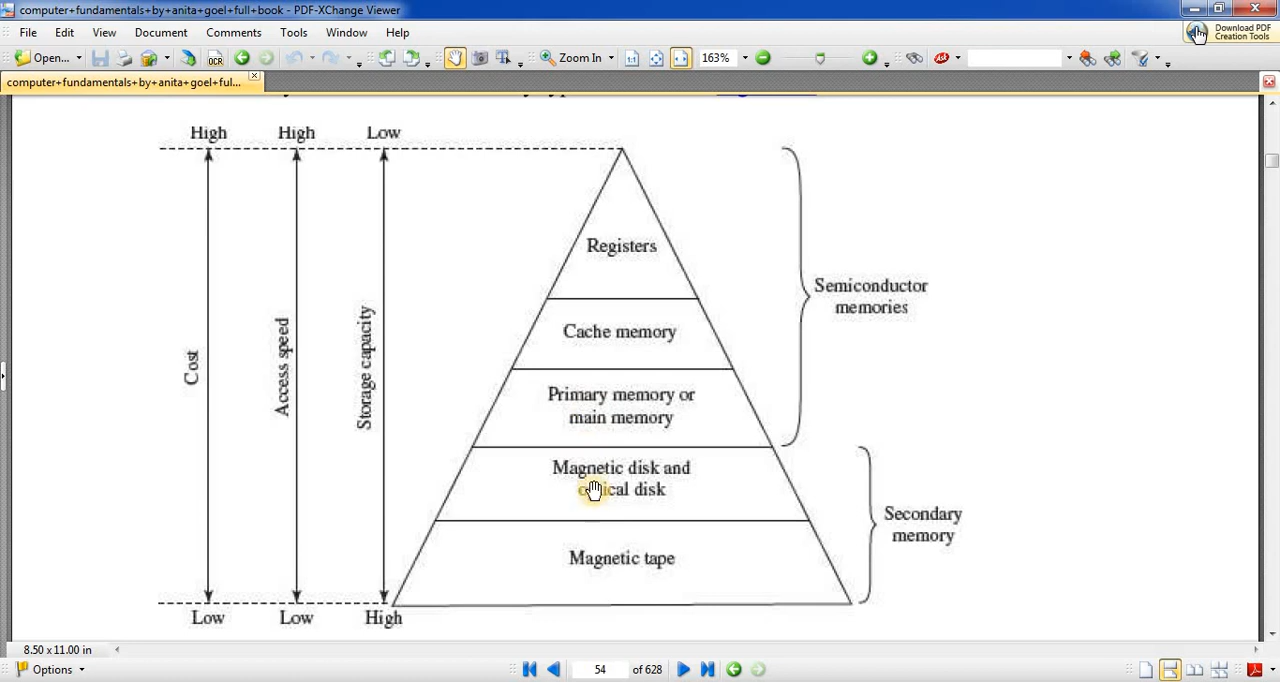 computer+fundamentals+by+anita+goel+full+book - PDF-XChange Viewer
File Edit View Document Comments Tools Window Help
Download PDF
Creation Tools
Open... OCR Zoom In 163%
computer+fundamentals+by+anita+goel+ful...
High High Low
Registers
Cache memory
Primary memory or
main memory
Magnetic disk and
optical disk
Magnetic tape
Semiconductor
memories
Secondary
memory
Cost
Access speed
Storage capacity
Low Low High
8.50 x 11.00 in
Options 54 of 628